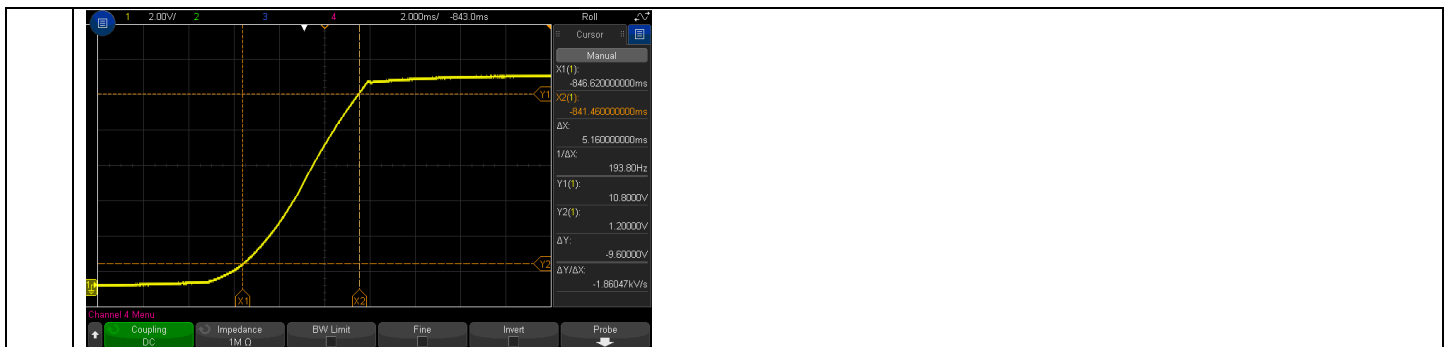 1 2.00V/ 2 3 4 2.000ms/ -843.0ms Roll
Cursor
Manual
X1(1):
-846.620000000ms
X2(1):
-841.460000000ms
ΔX:
5.160000000ms
1/ΔX:
193.80Hz
Y1(1):
10.8000V
Y2(1):
1.20000V
ΔY:
-9.60000V
ΔY/ΔX:
-1.86047kV/s
Y1
Y2
X1
X2
Channel 4 Menu
Coupling Impedance BW Limit Fine Invert Probe
DC 1M Ω